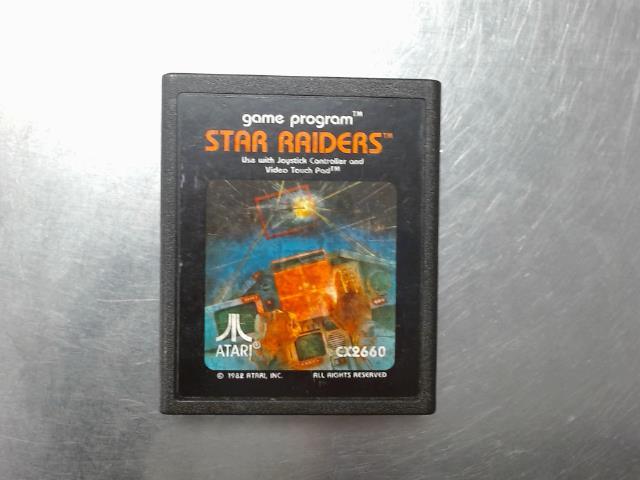 game program™
STAR RAIDERS™
Use with Joystick Controller and
Video Touch Pad™
ATARI®
CX2660
© 1982 ATARI, INC.
ALL RIGHTS RESERVED